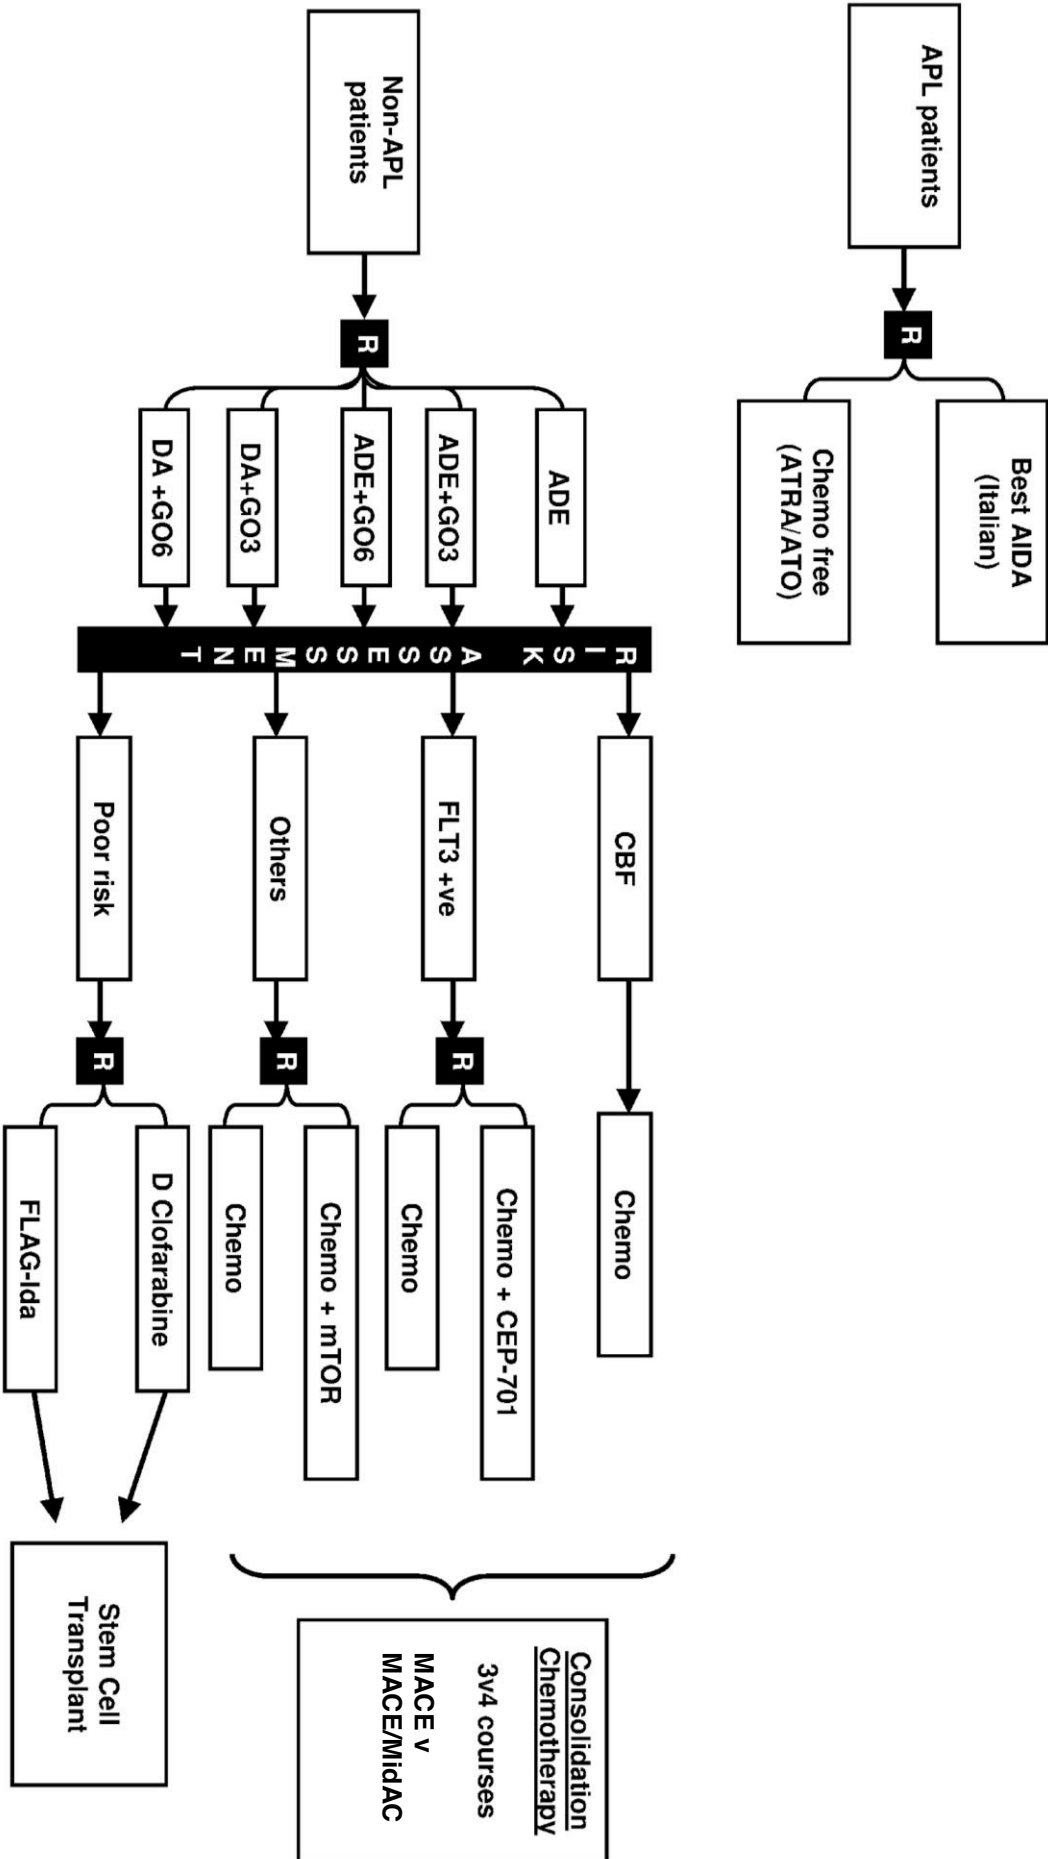 APL patients
R
Best AIDA
(Italian)
Chemo free
(ATRA/ATO)
Non-APL
patients
R
ADE
ADE+GO3
ADE+GO6
DA+GO3
DA +GO6
RISK ASSESSMENT
CBF
FLT3 +ve
Others
Poor risk
R
R
R
Chemo
Chemo + CEP-701
Chemo
Chemo + mTOR
Chemo
D Clofarabine
FLAG-Ida
Consolidation
Chemotherapy
3v4 courses
MACE v
MACE/MidAC
Stem Cell
Transplant